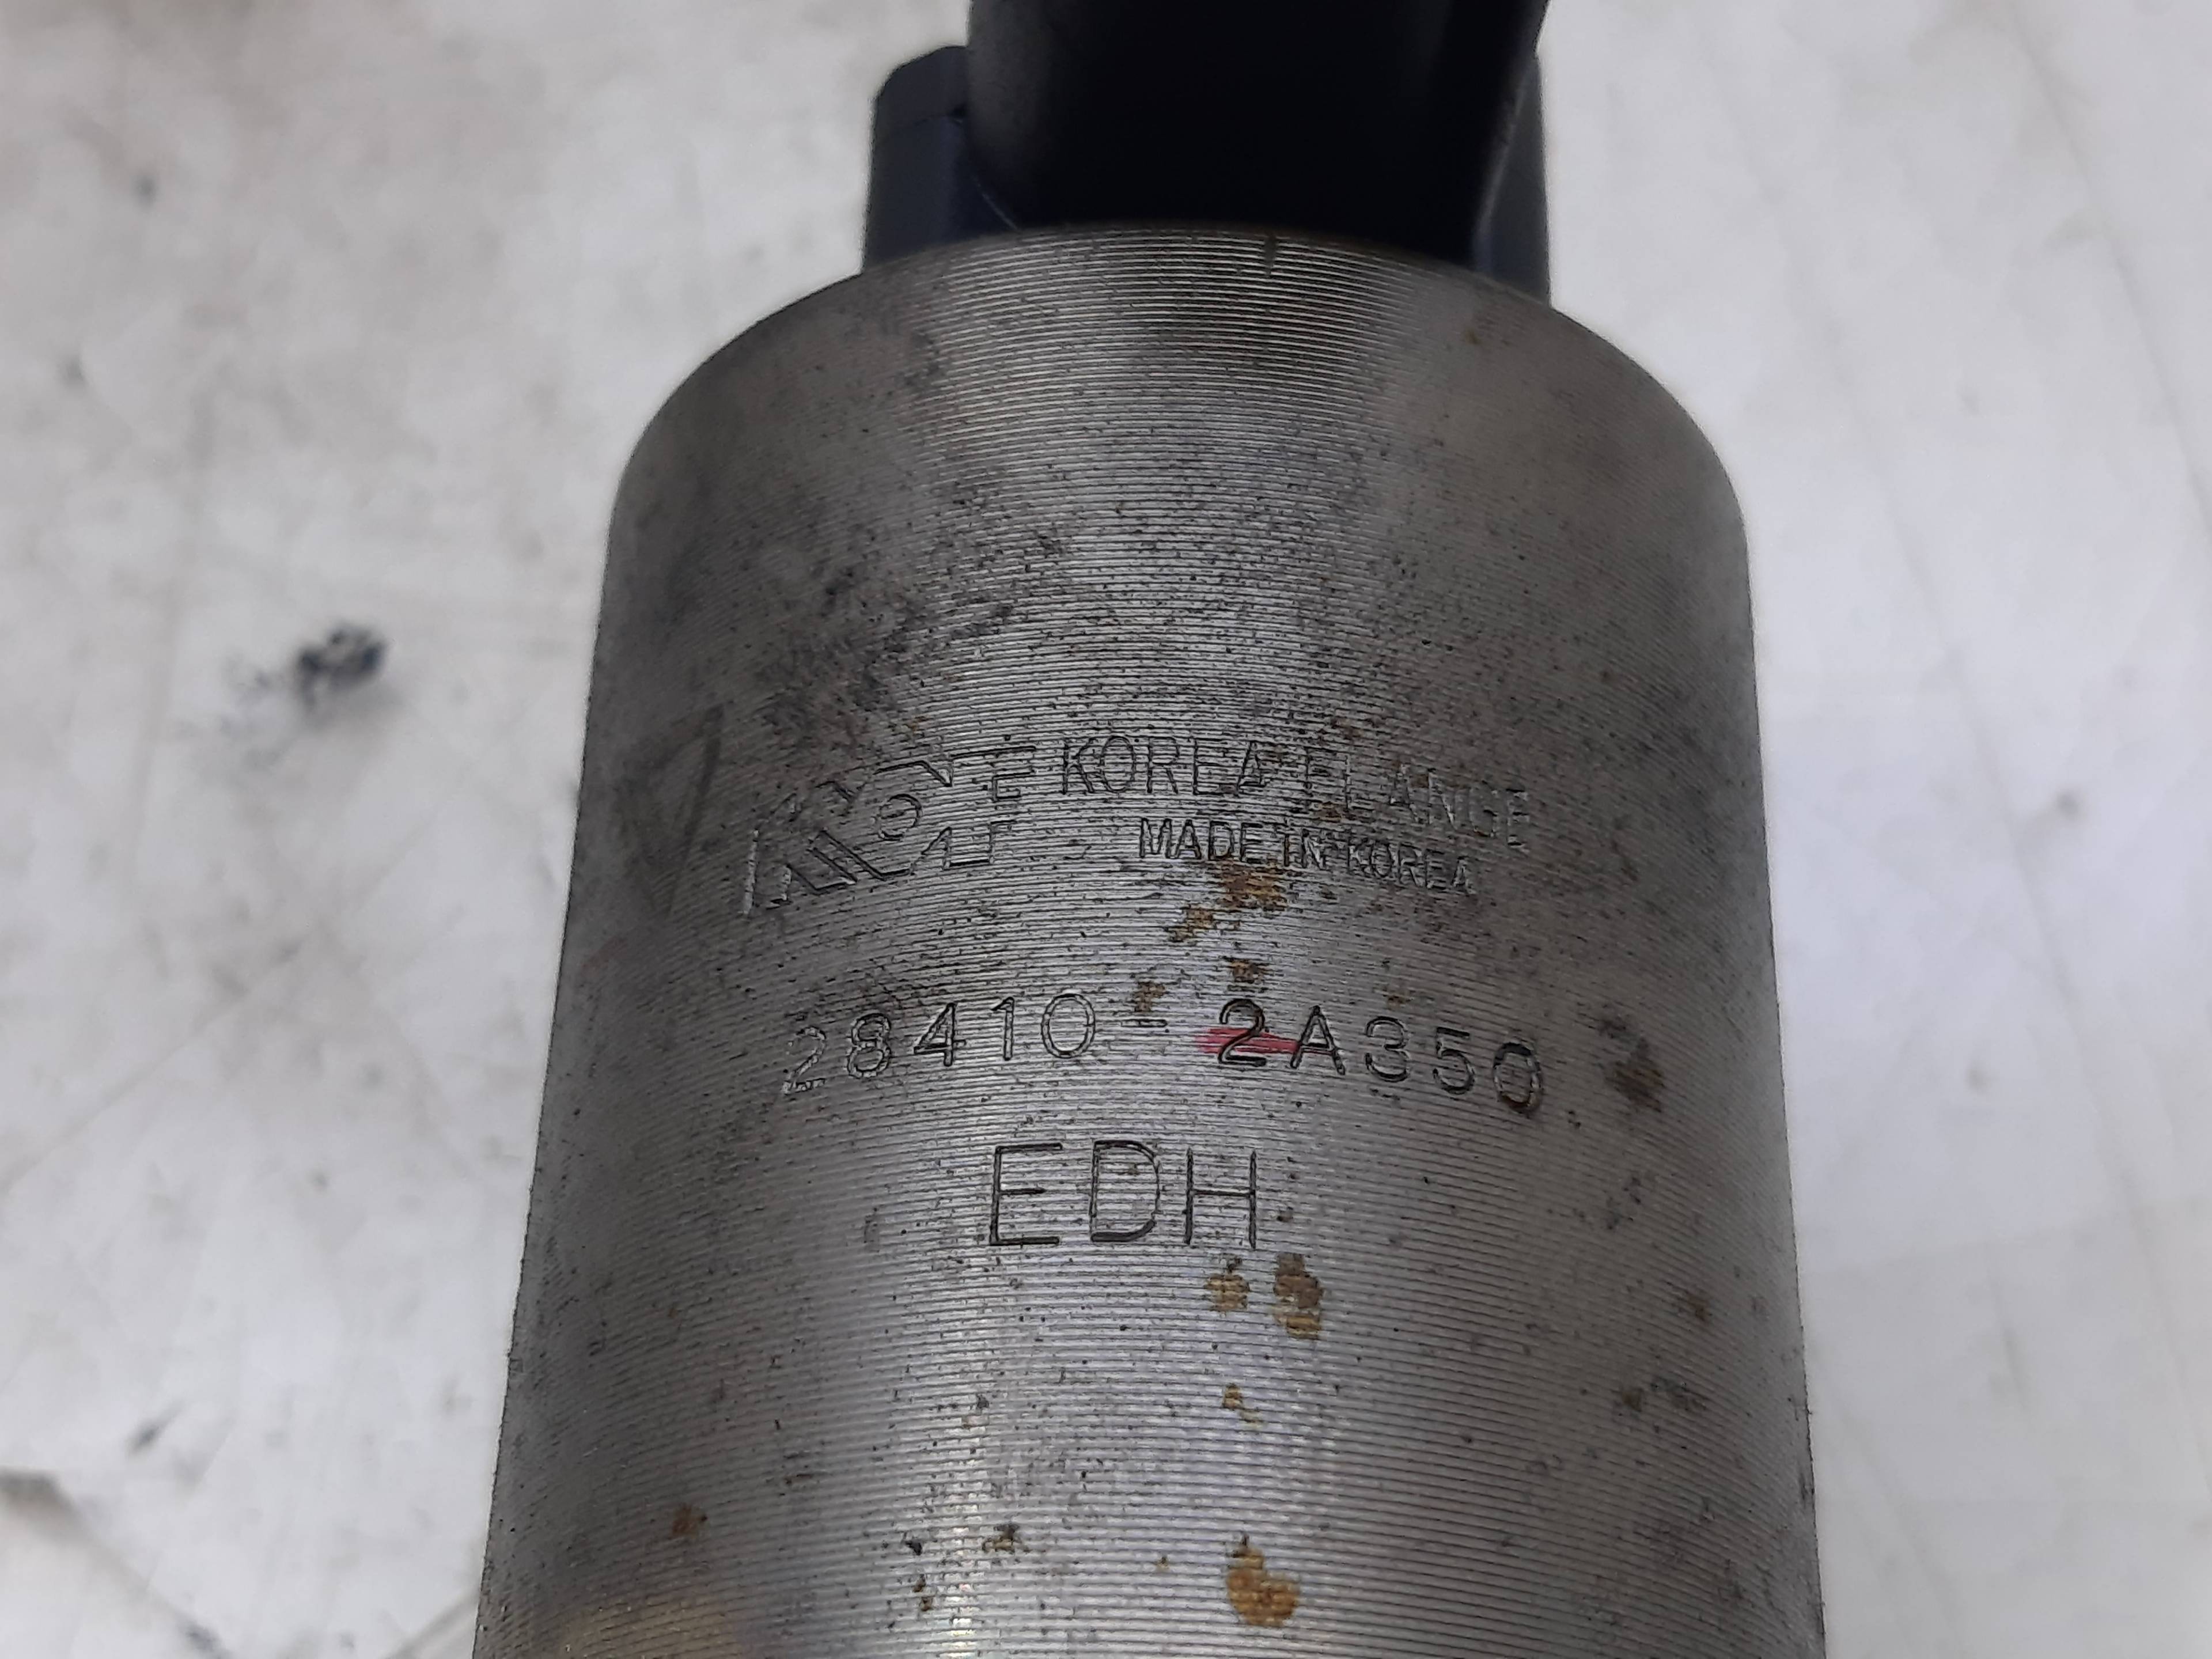 KOREA FLANGE
MADE IN KOREA
28410-2A350
EDH